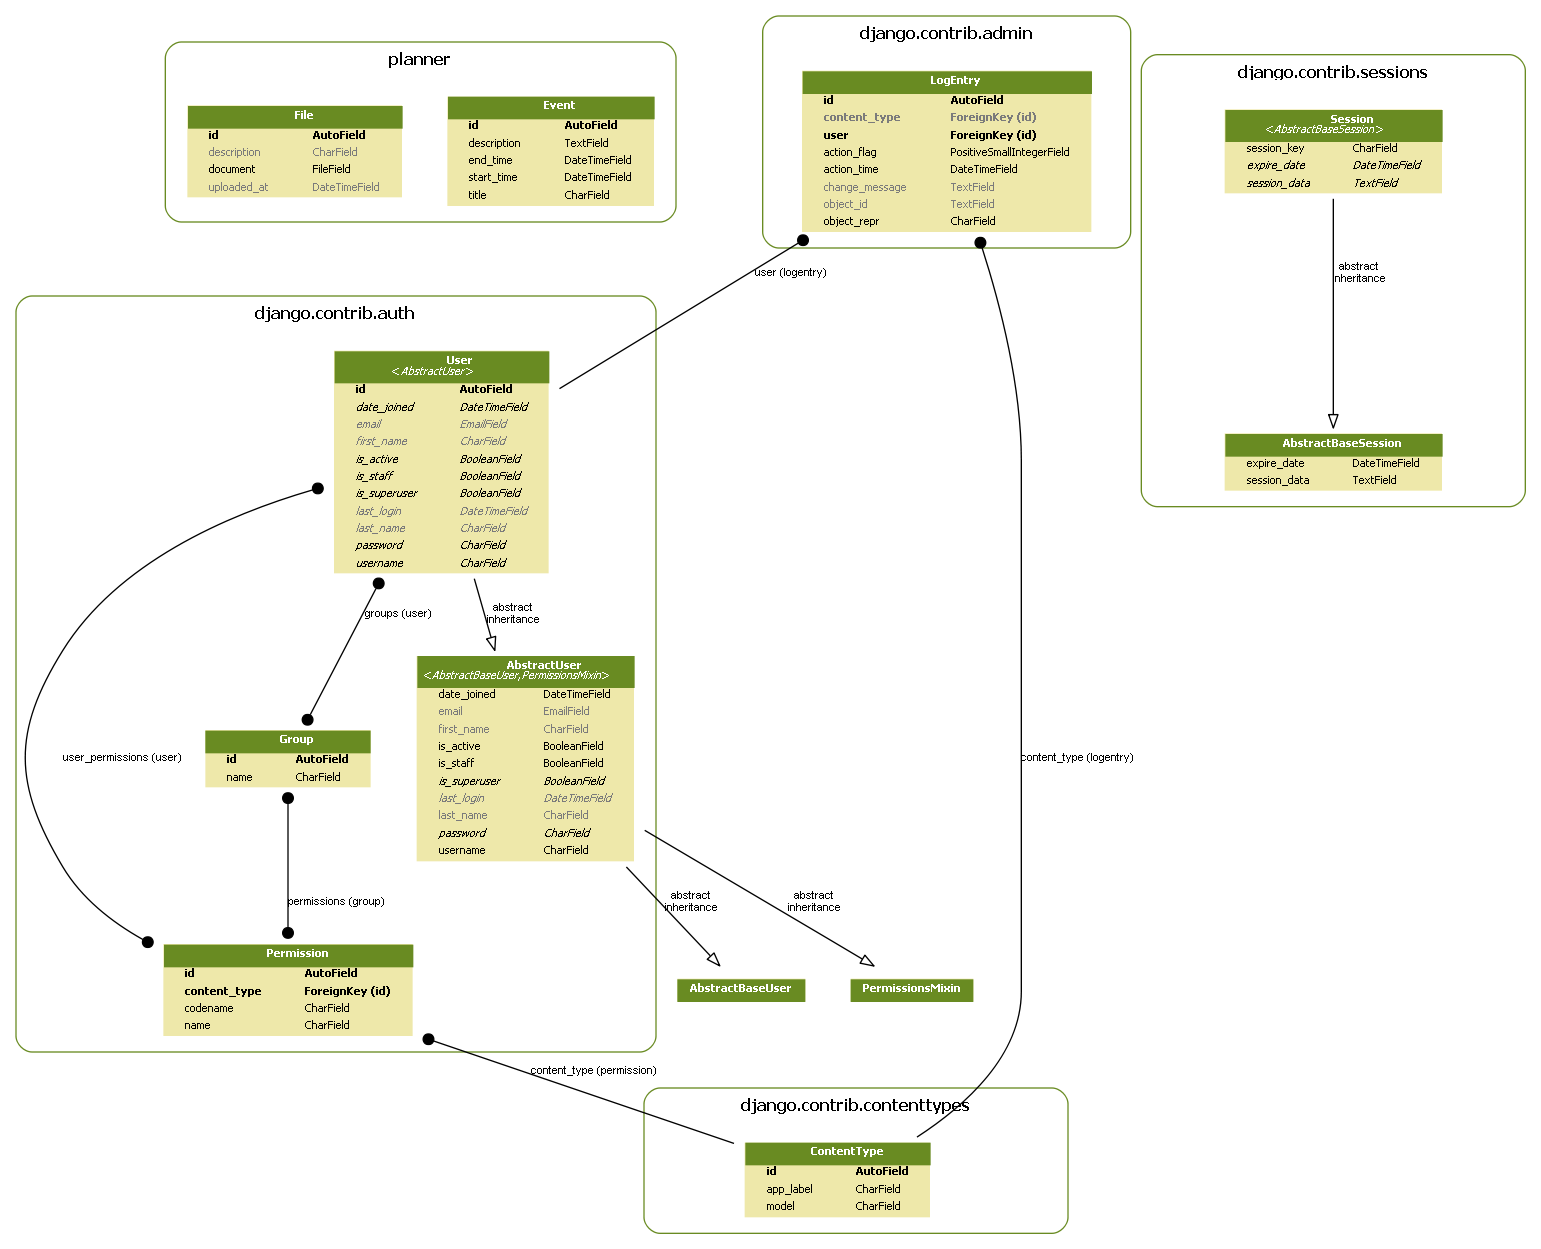 planner
File
id AutoField
description CharField
document FileField
uploaded_at DateTimeField
Event
id AutoField
description TextField
end_time DateTimeField
start_time DateTimeField
title CharField
django.contrib.admin
LogEntry
id AutoField
content_type ForeignKey (id)
user ForeignKey (id)
action_flag PositiveSmallIntegerField
action_time DateTimeField
change_message TextField
object_id TextField
object_repr CharField
django.contrib.sessions
Session
<AbstractBaseSession>
session_key CharField
expire_date DateTimeField
session_data TextField
abstract
inheritance
AbstractBaseSession
expire_date DateTimeField
session_data TextField
user (logentry)
django.contrib.auth
User
<AbstractUser>
id AutoField
date_joined DateTimeField
email EmailField
first_name CharField
is_active BooleanField
is_staff BooleanField
is_superuser BooleanField
last_login DateTimeField
last_name CharField
password CharField
username CharField
groups (user)
abstract
inheritance
AbstractUser
<AbstractBaseUser,PermissionsMixin>
date_joined DateTimeField
email EmailField
first_name CharField
is_active BooleanField
is_staff BooleanField
is_superuser BooleanField
last_login DateTimeField
last_name CharField
password CharField
username CharField
Group
id AutoField
name CharField
user_permissions (user)
content_type (logentry)
permissions (group)
abstract
inheritance
abstract
inheritance
Permission
id AutoField
content_type ForeignKey (id)
codename CharField
name CharField
AbstractBaseUser
PermissionsMixin
content_type (permission)
django.contrib.contenttypes
ContentType
id AutoField
app_label CharField
model CharField